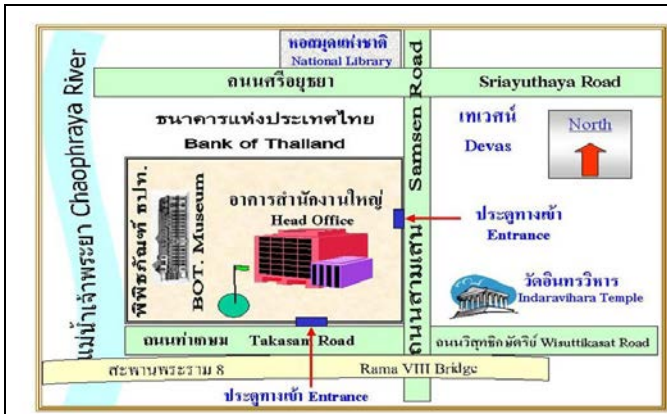 หอสมุดแห่งชาติ
National Library
ถนนศรีอยุธยา
Sriayuthaya Road
แม่น้ำเจ้าพระยา Chaophraya River
ธนาคารแห่งประเทศไทย
Bank of Thailand
ถนนสามเสน Samsen Road
เทเวศน์
Devas
North
พิพิธภัณฑ์ ธปท.
BOT. Museum
อาคารสำนักงานใหญ่
Head Office
ประตูทางเข้า
Entrance
วัดอินทรวิหาร
Indaravihara Temple
ถนนท่าเกษม Takasam Road
ถนนวิสุทธิกษัตริย์ Wisuttikasat Road
สะพานพระราม 8 Rama VIII Bridge
ประตูทางเข้า Entrance